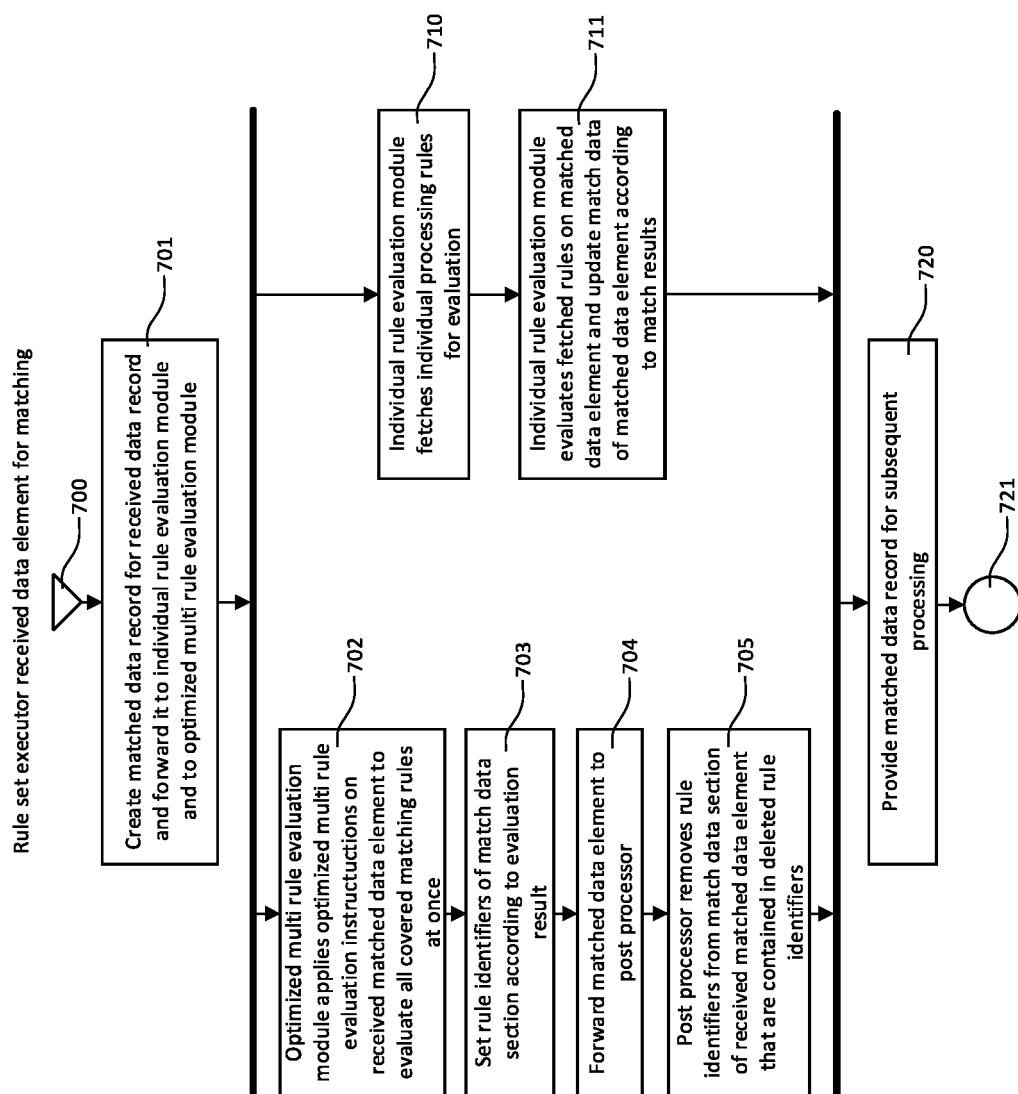 Rule set executor received data element for matching
700
701
Create matched data record for received data record
and forward it to individual rule evaluation module
and to optimized multi rule evaluation module
702
Optimized multi rule evaluation
module applies optimized multi rule
evaluation instructuctions on
received matched data element to
evaluate all covered matching rules
at once
703
Set rule identifiers of match data
section according to evaluation
result
704
Forward matched data element to
post processor
705
Post processor removes rule
identifiers from match data section
of received matched data element
that are contained in deleted rule
identifiers
710
Individual rule evaluation module
fetches individual processing rules
for evaluation
711
Individual rule evaluation module
evaluates fetched rules on matched
data element and update match data
of matched data element according
to match results
720
Provide matched data record for subsequent
processing
721